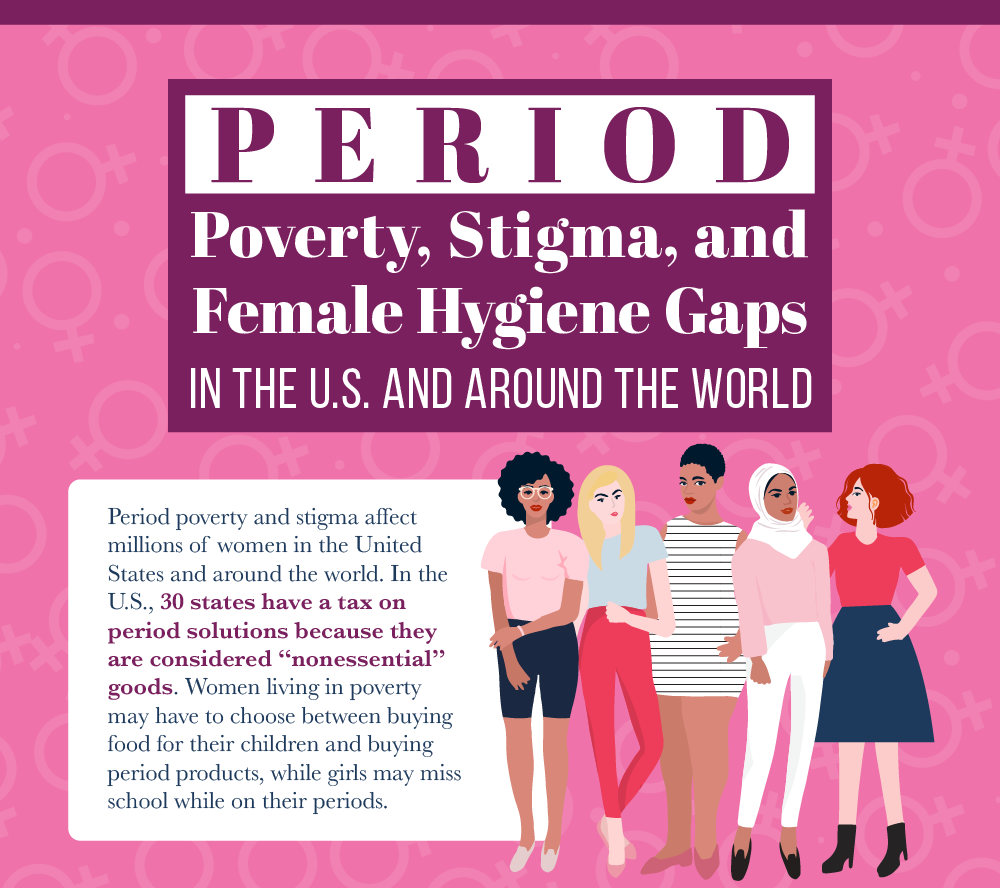 PERIOD
Poverty, Stigma, and
Female Hygiene Gaps
IN THE U.S. AND AROUND THE WORLD
Period poverty and stigma affect
millions of women in the United
States and around the world. In the
U.S., 30 states have a tax on
period solutions because they
are considered “nonessential”
goods. Women living in poverty
may have to choose between buying
food for their children and buying
period products, while girls may miss
school while on their periods.